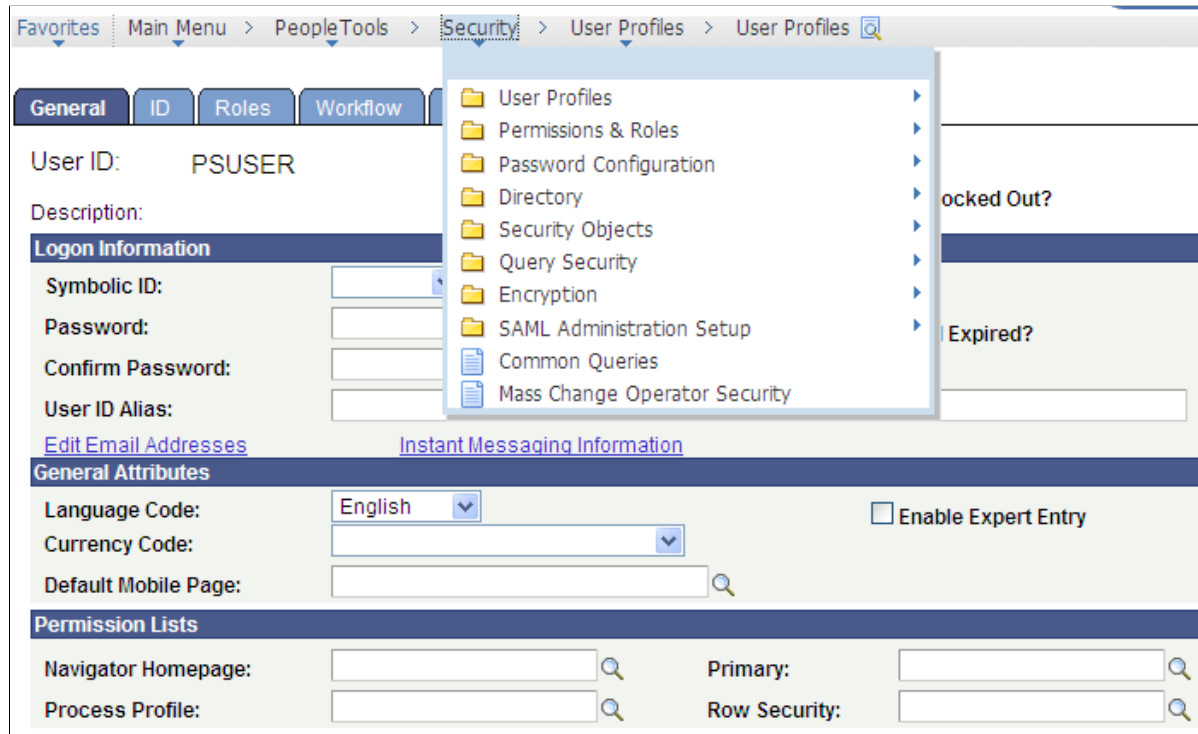 Favorites Main Menu > PeopleTools > Security > User Profiles > User Profiles
General ID Roles Workflow
User Profiles
Permissions & Roles
Password Configuration
Directory
Security Objects
Query Security
Encryption
SAML Administration Setup
Common Queries
Mass Change Operator Security
User ID: PSUSER
Description: ocked Out?
Logon Information
Symbolic ID:
Password: Expired?
Confirm Password:
User ID Alias:
Edit Email Addresses Instant Messaging Information
General Attributes
Language Code: English Enable Expert Entry
Currency Code:
Default Mobile Page:
Permission Lists
Navigator Homepage: Primary:
Process Profile: Row Security: